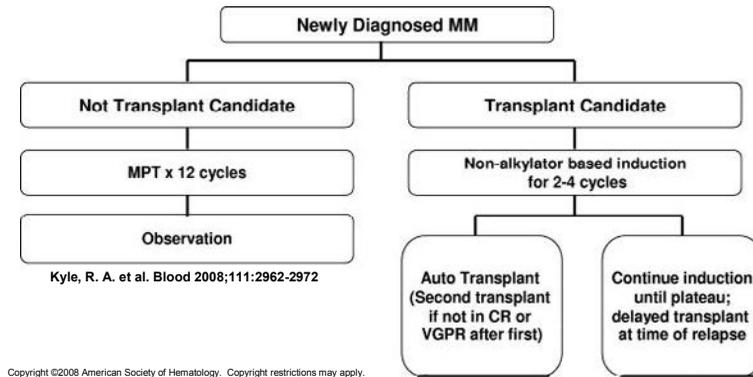 Newly Diagnosed MM
Not Transplant Candidate
Transplant Candidate
MPT x 12 cycles
Non-alkylator based induction
for 2-4 cycles
Observation
Kyle, R. A. et al. Blood 2008;111:2962-2972
Auto Transplant
(Second transplant
if not in CR or
VGPR after first)
Continue induction
until plateau;
delayed transplant
at time of relapse
Copyright ©2008 American Society of Hematology. Copyright restrictions may apply.